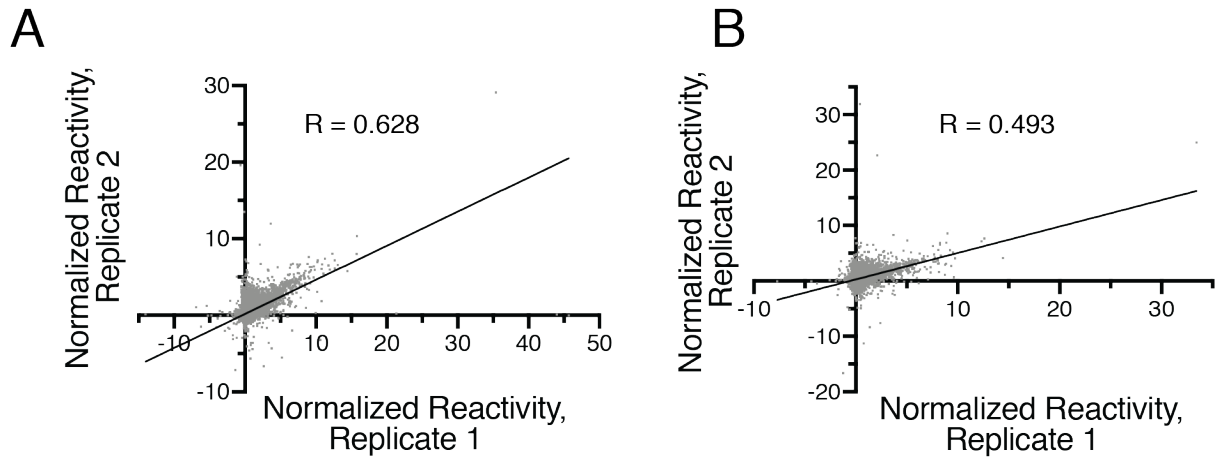 A
Normalized Reactivity,
Replicate 2
30
20
10
-10
R = 0.628
-10
10
20
30
40
50
Normalized Reactivity,
Replicate 1
B
Normalized Reactivity,
Replicate 2
30
20
10
-10
-20
R = 0.493
-10
10
20
30
Normalized Reactivity,
Replicate 1